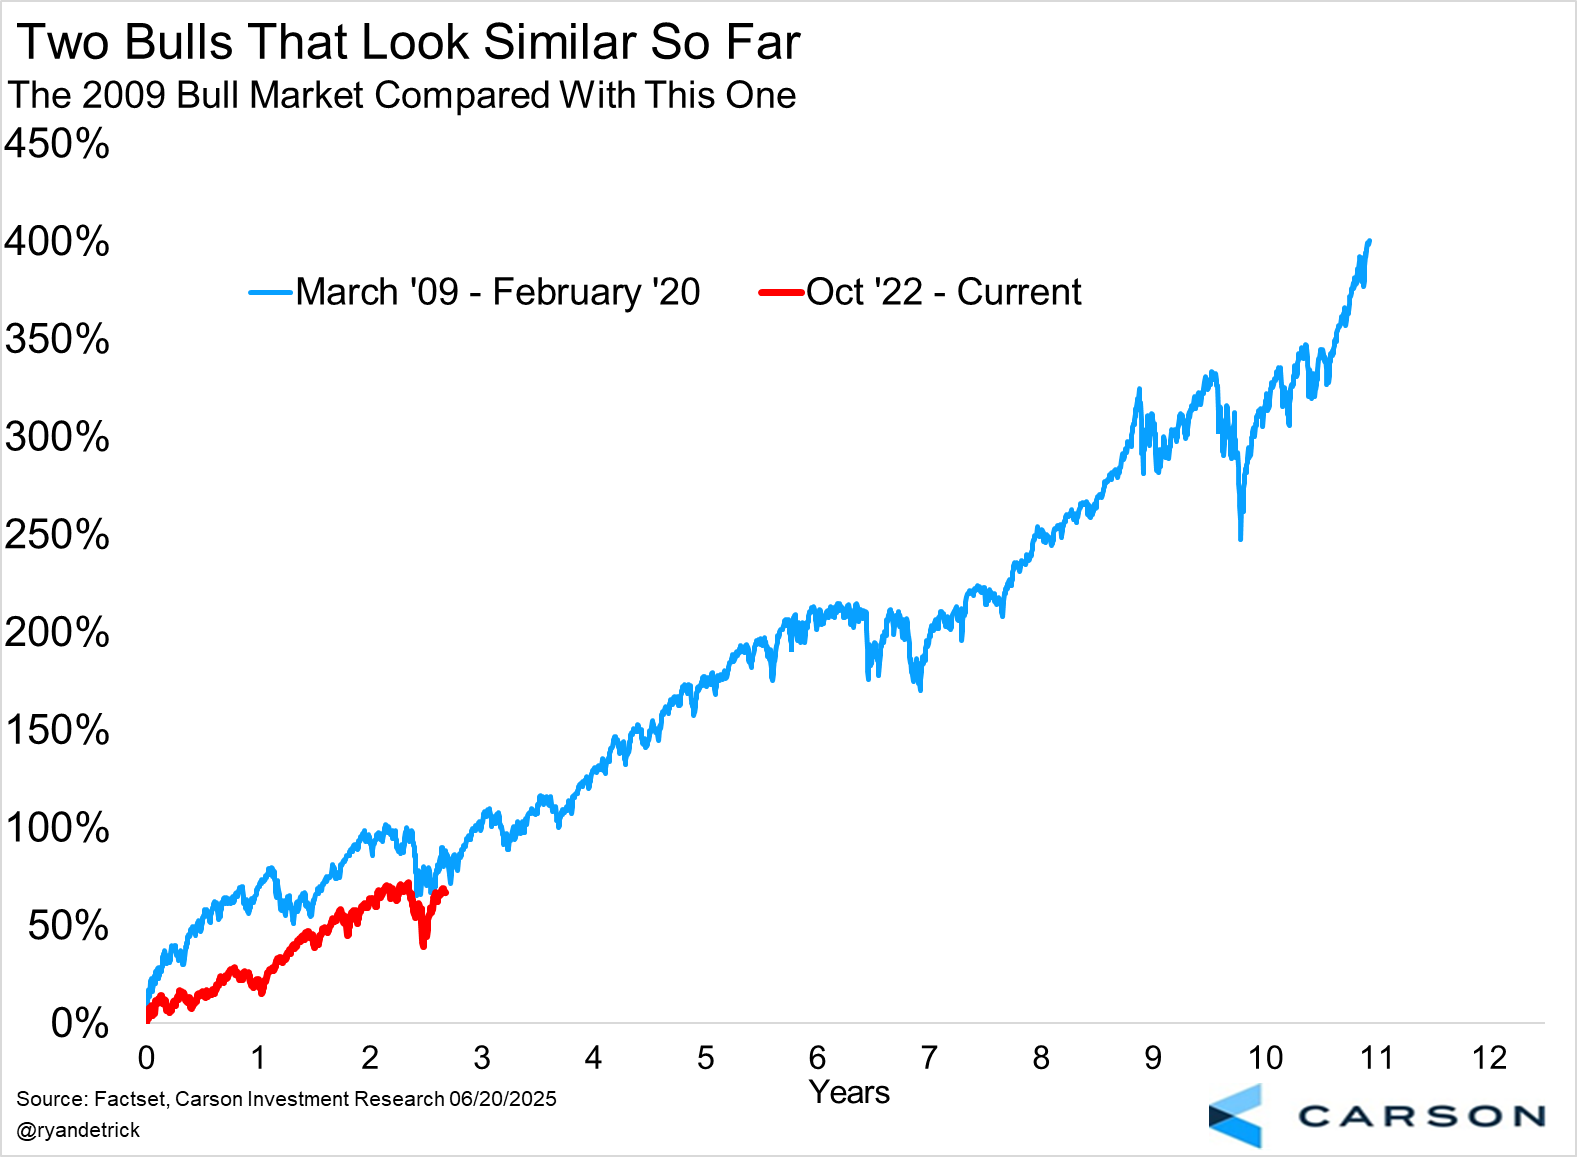 Two Bulls That Look Similar So Far
The 2009 Bull Market Compared With This One
450%
400%
March '09 - February '20
Oct '22 - Current
350%
300%
250%
200%
150%
100%
50%
0%
0 1 2 3 4 5 6 7 8 9 10 11 12
Years
Source: Factset, Carson Investment Research 06/20/2025
@ryandetrick
CARSON